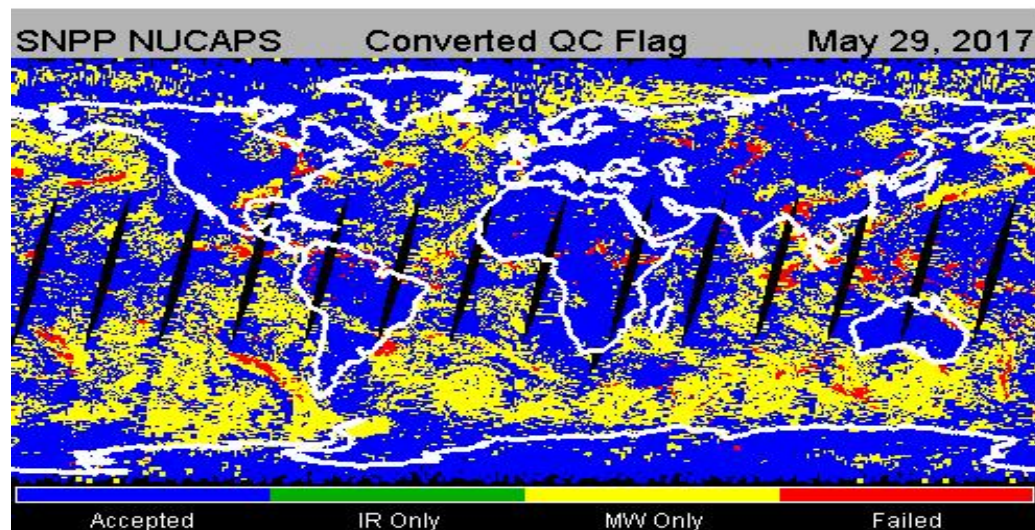 SNPP NUCAPS Converted QC Flag May 29, 2017
Accepted IR Only MW Only Failed